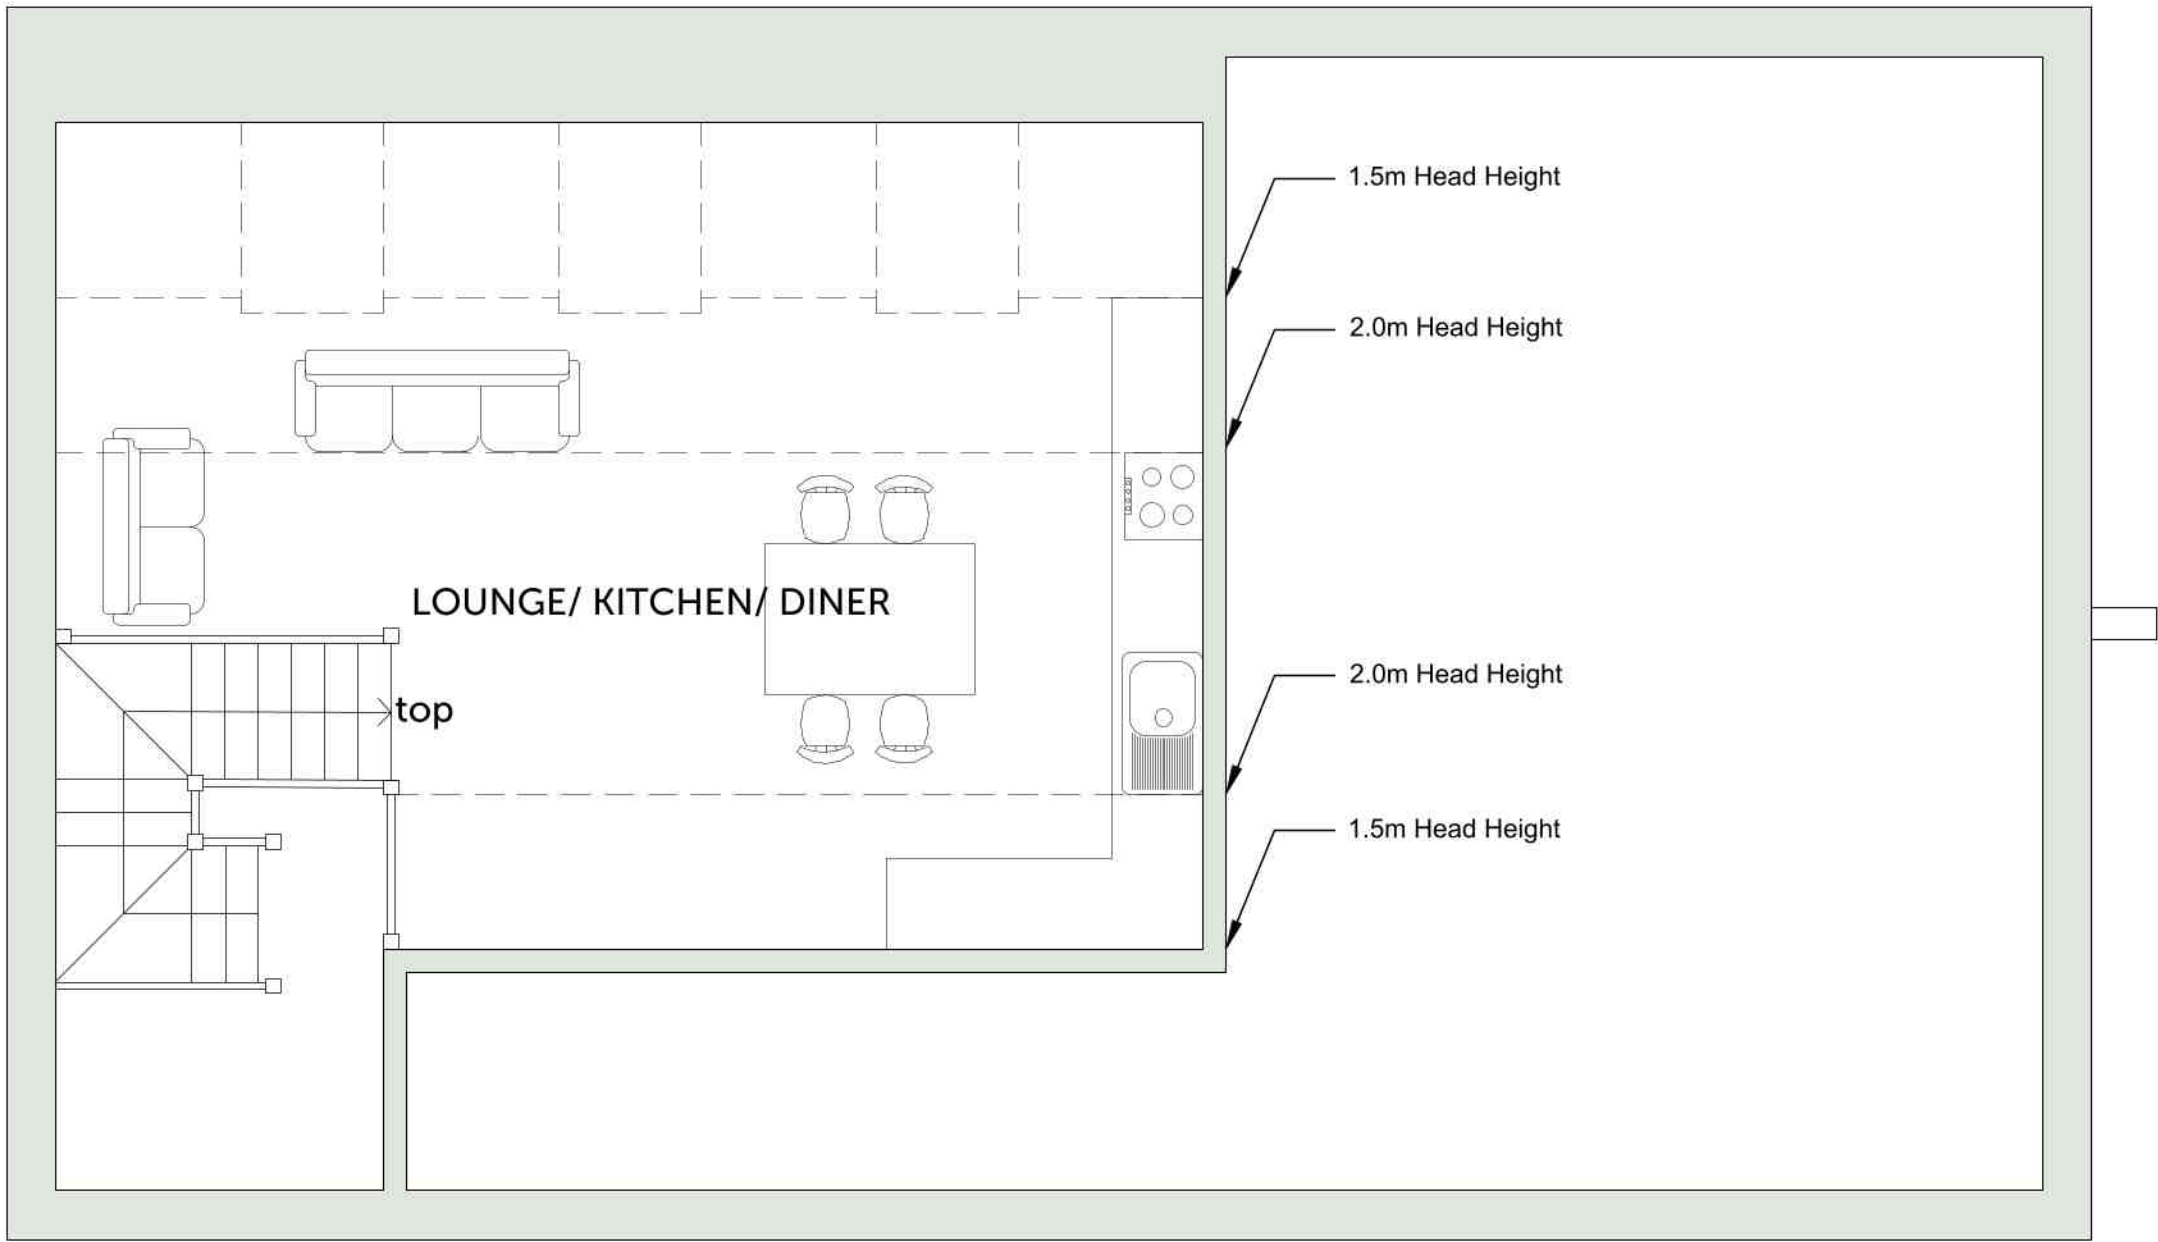 1.5m Head Height
2.0m Head Height
LOUNGE/ KITCHEN/ DINER
2.0m Head Height
top
1.5m Head Height